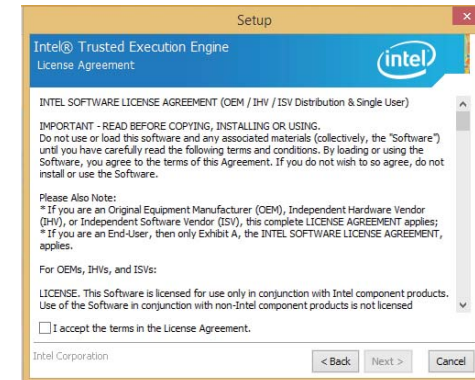 Setup
Intel® Trusted Execution Engine
License Agreement
intel
INTEL SOFTWARE LICENSE AGREEMENT (OEM / IHV / ISV Distribution & Single User)
IMPORTANT - READ BEFORE COPYING, INSTALLING OR USING.
Do not use or load this software and any associated materials (collectively, the "Software")
until you have carefully read the following terms and conditions. By loading or using the
Software, you agree to the terms of this Agreement. If you do not wish to so agree, do not
install or use the Software.
Please Also Note:
* If you are an Original Equipment Manufacturer (OEM), Independent Hardware Vendor
(IHV), or Independent Software Vendor (ISV), this complete LICENSE AGREEMENT applies;
* If you are an End-User, then only Exhibit A, the INTEL SOFTWARE LICENSE AGREEMENT,
applies.
For OEMs, IHVs, and ISVs:
LICENSE. This Software is licensed for use only in conjunction with Intel component products.
Use of the Software in conjunction with non-Intel component products is not licensed
I accept the terms in the License Agreement.
Intel Corporation
< Back
Next >
Cancel